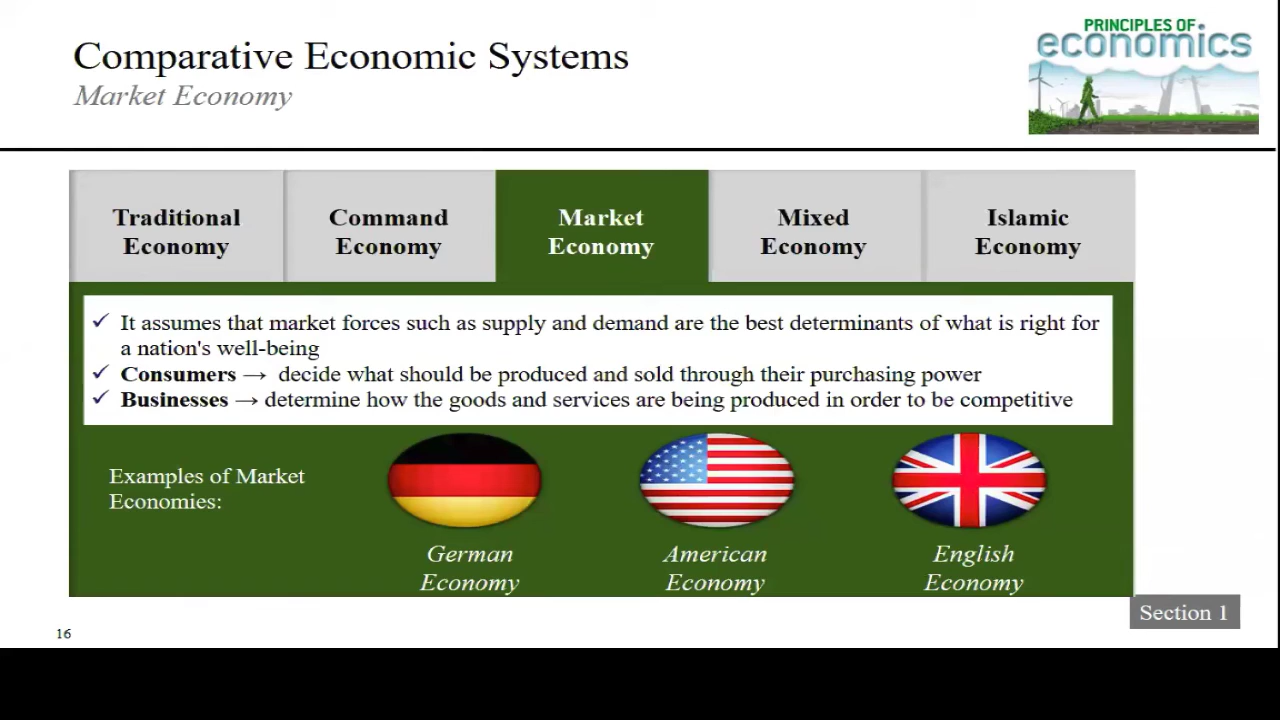 Comparative Economic Systems
Market Economy
PRINCIPLES OF
economics
Traditional
Economy
Command
Economy
Market
Economy
Mixed
Economy
Islamic
Economy
✓ It assumes that market forces such as supply and demand are the best determinants of what is right for
a nation's well-being
✓ Consumers → decide what should be produced and sold through their purchasing power
✓ Businesses → determine how the goods and services are being produced in order to be competitive
Examples of Market
Economies:
German
Economy
American
Economy
English
Economy
Section 1
16